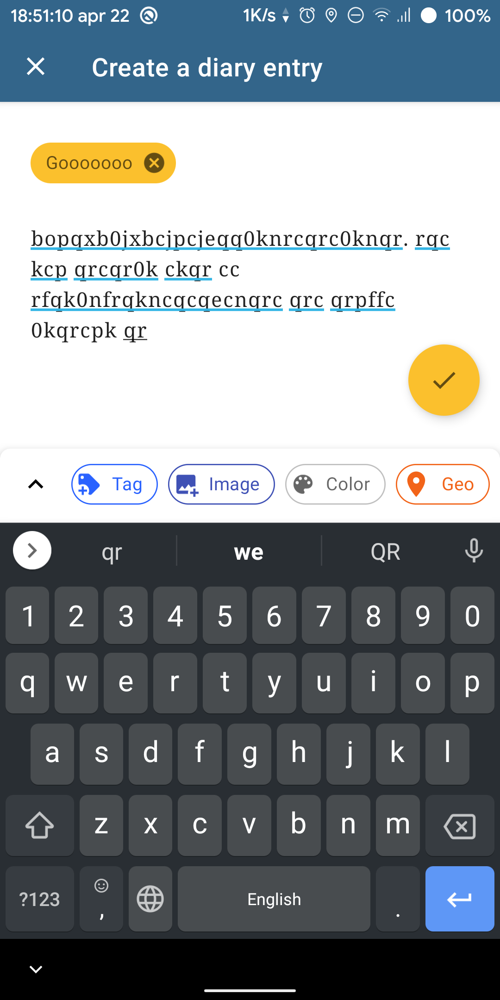 18:51:10 apr 22 1K/s 100%
Create a diary entry
Gooooooo
bopqxb0jxbcjpcjeqq0knrcqrc0knqr. rqc
kcp qrcqr0k ckqr cc
rfqk0nfrqkncqcqecnqrc qrc qrpffc
0kqrcpk qr
Tag Image Color Geo
qr we QR
1 2 3 4 5 6 7 8 9 0
q w e r t y u i o p
a s d f g h j k l
z x c v b n m
?123 , English .